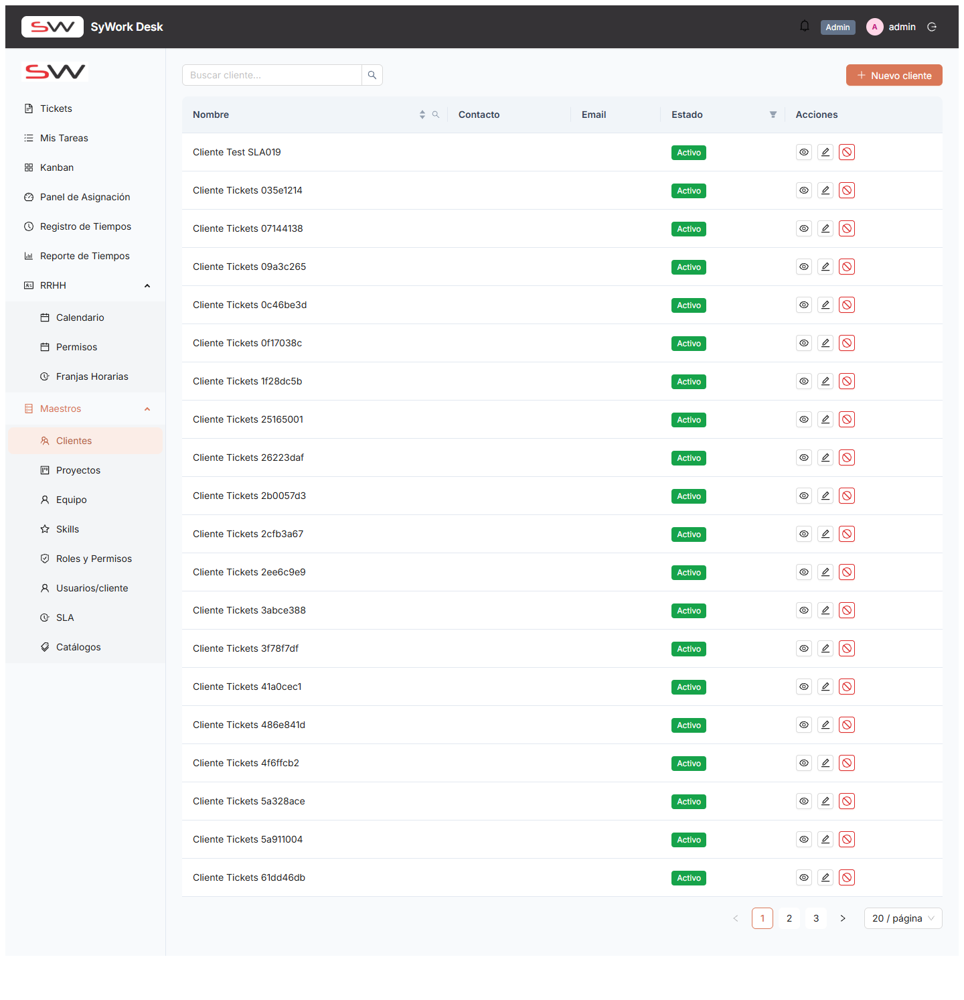 SW SyWork Desk Admin A admin
SW
Tickets
Mis Tareas
Kanban
Panel de Asignación
Registro de Tiempos
Reporte de Tiempos
RRHH
Calendario
Permisos
Franjas Horarias
Maestros
Clientes
Proyectos
Equipo
Skills
Roles y Permisos
Usuarios/cliente
SLA
Catálogos
Buscar cliente... Nuevo cliente
Nombre Contacto Email Estado Acciones
Cliente Test SLA019 Activo
Cliente Tickets 035e1214 Activo
Cliente Tickets 07144138 Activo
Cliente Tickets 09a3c265 Activo
Cliente Tickets 0c46be3d Activo
Cliente Tickets 0f17038c Activo
Cliente Tickets 1f28dc5b Activo
Cliente Tickets 25165001 Activo
Cliente Tickets 26223daf Activo
Cliente Tickets 2b0057d3 Activo
Cliente Tickets 2cfb3a67 Activo
Cliente Tickets 2ee6c9e9 Activo
Cliente Tickets 3abce388 Activo
Cliente Tickets 3f78f7df Activo
Cliente Tickets 41a0cec1 Activo
Cliente Tickets 486e841d Activo
Cliente Tickets 4f6ffcb2 Activo
Cliente Tickets 5a328ace Activo
Cliente Tickets 5a911004 Activo
Cliente Tickets 61dd46db Activo
1 2 3 20 / página